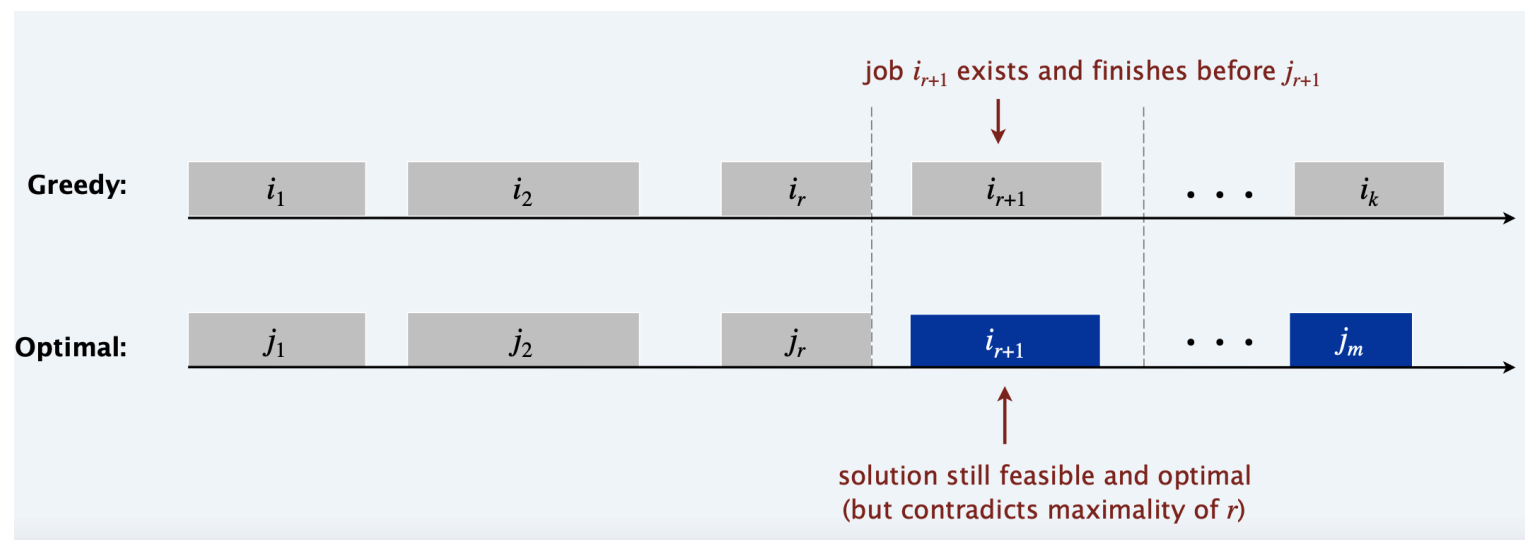 job i_{r+1} exists and finishes before j_{r+1}
Greedy: i_1 i_2 i_r i_{r+1} . . . i_k
Optimal: j_1 j_2 j_r i_{r+1} . . . j_m
solution still feasible and optimal
(but contradicts maximality of r)